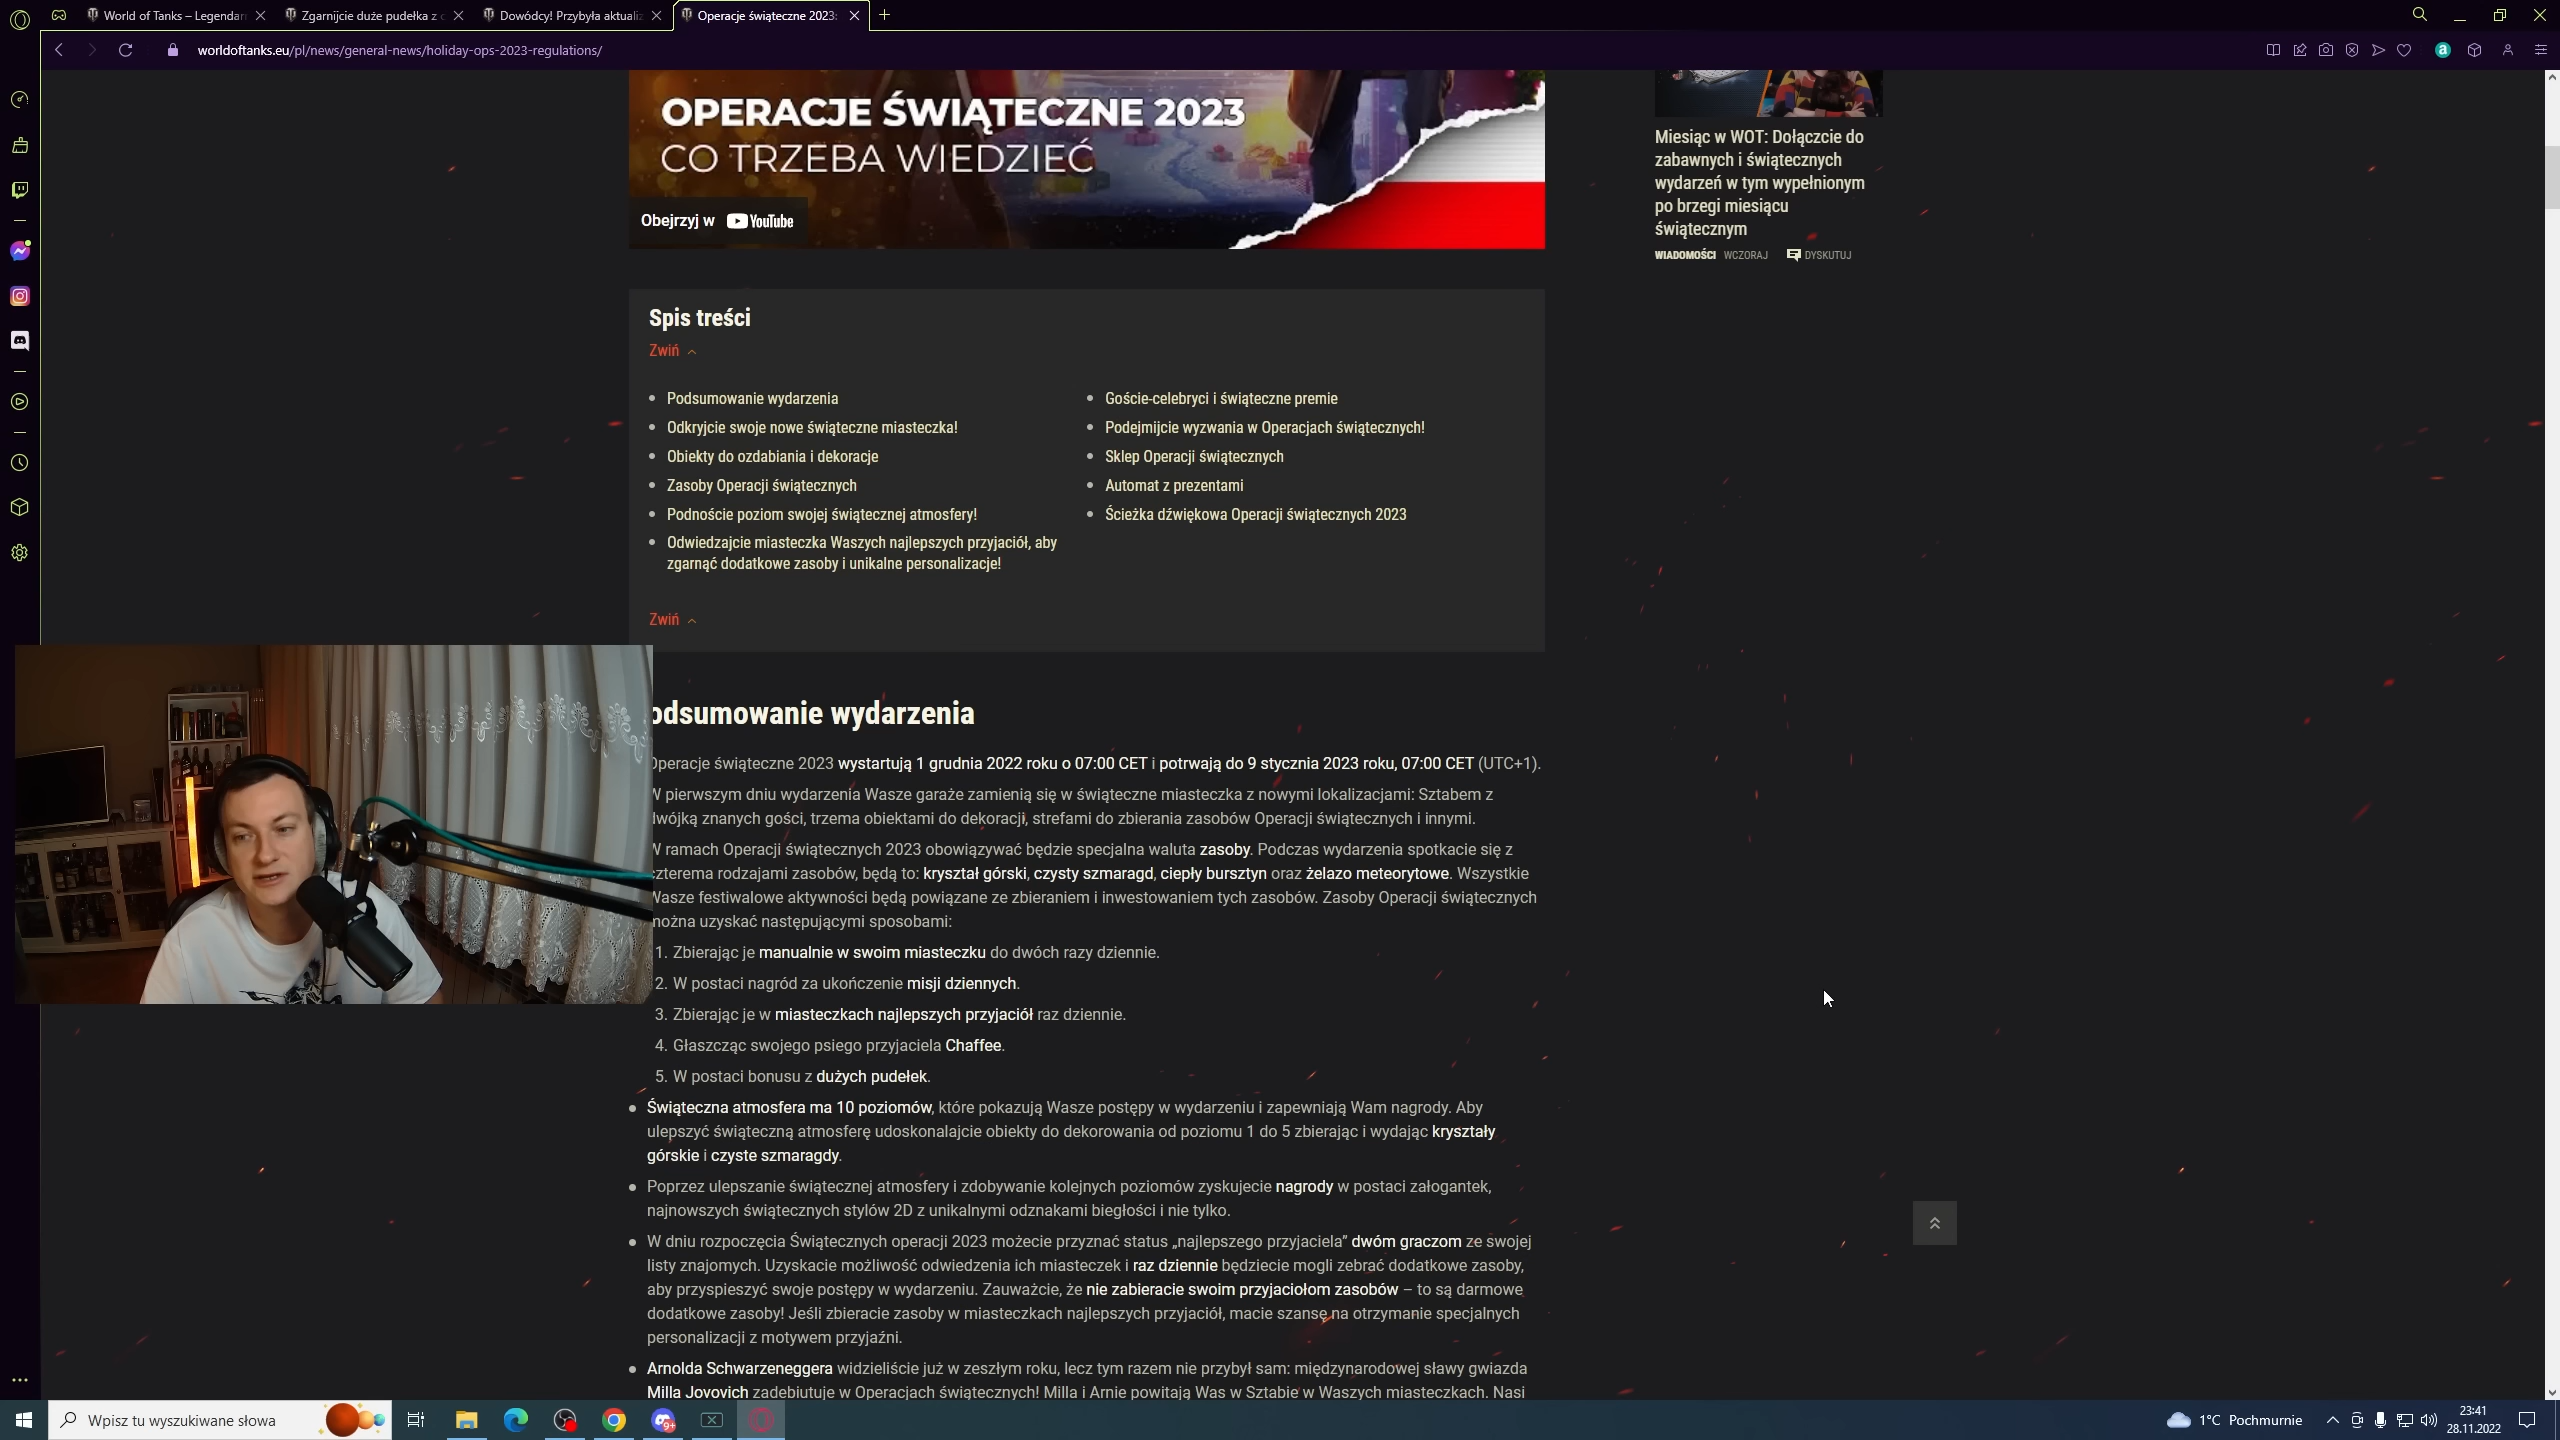 World of Tanks – Legendarn
Zgarnijcie duże pudełka z c
Dowódcy! Przybyła aktualiz
Operacje świąteczne 2023:
worldoftanks.eu/pl/news/general-news/holiday-ops-2023-regulations/
OPERACJE ŚWIĄTECZNE 2023
CO TRZEBA WIEDZIEĆ
Obejrzyj w YouTube
Miesiąc w WOT: Dołączcie do
zabawnych i świątecznych
wydarzeń w tym wypełnionym
po brzegi miesiącu
świątecznym
WIADOMOŚCI WCZORAJ DYSKUTUJ
Spis treści
Zwiń
Podsumowanie wydarzenia
Odkryjcie swoje nowe świąteczne miasteczka!
Obiekty do ozdabiania i dekoracje
Zasoby Operacji świątecznych
Podnoście poziom swojej świątecznej atmosfery!
Odwiedzajcie miasteczka Waszych najlepszych przyjaciół, aby
zgarnąć dodatkowe zasoby i unikalne personalizacje!
Goście-celebryci i świąteczne premie
Podejmijcie wyzwania w Operacjach świątecznych!
Sklep Operacji świątecznych
Automat z prezentami
Ścieżka dźwiękowa Operacji świątecznych 2023
Zwiń
odsumowanie wydarzenia
Operacje świąteczne 2023 wystartują 1 grudnia 2022 roku o 07:00 CET i potrwają do 9 stycznia 2023 roku, 07:00 CET (UTC+1).
W pierwszym dniu wydarzenia Wasze garaże zamienią się w świąteczne miasteczka z nowymi lokalizacjami: Sztabem z
dwójką znanych gości, trzema obiektami do dekoracji, strefami do zbierania zasobów Operacji świątecznych i innymi.
W ramach Operacji świątecznych 2023 obowiązywać będzie specjalna waluta zasoby. Podczas wydarzenia spotkacie się z
czterema rodzajami zasobów, będą to: kryształ górski, czysty szmaragd, ciepły bursztyn oraz żelazo meteorytowe. Wszystkie
Wasze festiwalowe aktywności będą powiązane ze zbieraniem i inwestowaniem tych zasobów. Zasoby Operacji świątecznych
można uzyskać następującymi sposobami:
1. Zbierając je manualnie w swoim miasteczku do dwóch razy dziennie.
2. W postaci nagród za ukończenie misji dziennych.
3. Zbierając je w miasteczkach najlepszych przyjaciół raz dziennie.
4. Głaszcząc swojego psiego przyjaciela Chaffee.
5. W postaci bonusu z dużych pudełek.
Świąteczna atmosfera ma 10 poziomów, które pokazują Wasze postępy w wydarzeniu i zapewniają Wam nagrody. Aby
ulepszyć świąteczną atmosferę udoskonalajcie obiekty do dekorowania od poziomu 1 do 5 zbierając i wydając kryształy
górskie i czyste szmaragdy.
Poprzez ulepszanie świątecznej atmosfery i zdobywanie kolejnych poziomów zyskujecie nagrody w postaci załogantek,
najnowszych świątecznych stylów 2D z unikalnymi odznakami biegłości i nie tylko.
W dniu rozpoczęcia Świątecznych operacji 2023 możecie przyznać status „najlepszego przyjaciela” dwóm graczom ze swojej
listy znajomych. Uzyskacie możliwość odwiedzenia ich miasteczek i raz dziennie będziecie mogli zebrać dodatkowe zasoby,
aby przyspieszyć swoje postępy w wydarzeniu. Zauważcie, że nie zabieracie swoim przyjaciołom zasobów – to są darmowe
dodatkowe zasoby! Jeśli zbieracie zasoby w miasteczkach najlepszych przyjaciół, macie szansę na otrzymanie specjalnych
personalizacji z motywem przyjaźni.
Arnolda Schwarzeneggera widzieliście już w zeszłym roku, lecz tym razem nie przybył sam: międzynarodowej sławy gwiazda
Milla Jovovich zadebiutuje w Operacjach świątecznych! Milla i Arnie powitają Was w Sztabie w Waszych miasteczkach. Nasi
Wpisz tu wyszukiwane słowa
9+
1°C Pochmurnie
23:41
28.11.2022